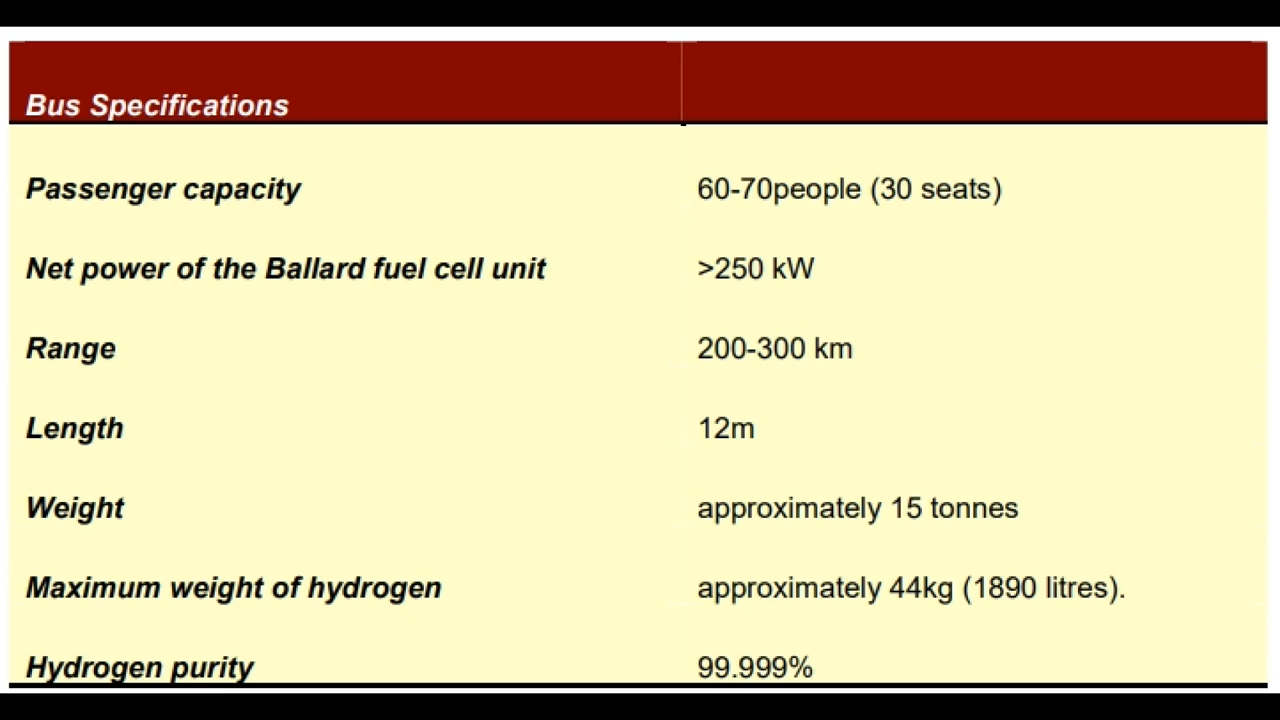 Bus Specifications
Passenger capacity 60-70people (30 seats)
Net power of the Ballard fuel cell unit >250 kW
Range 200-300 km
Length 12m
Weight approximately 15 tonnes
Maximum weight of hydrogen approximately 44kg (1890 litres).
Hydrogen purity 99.999%